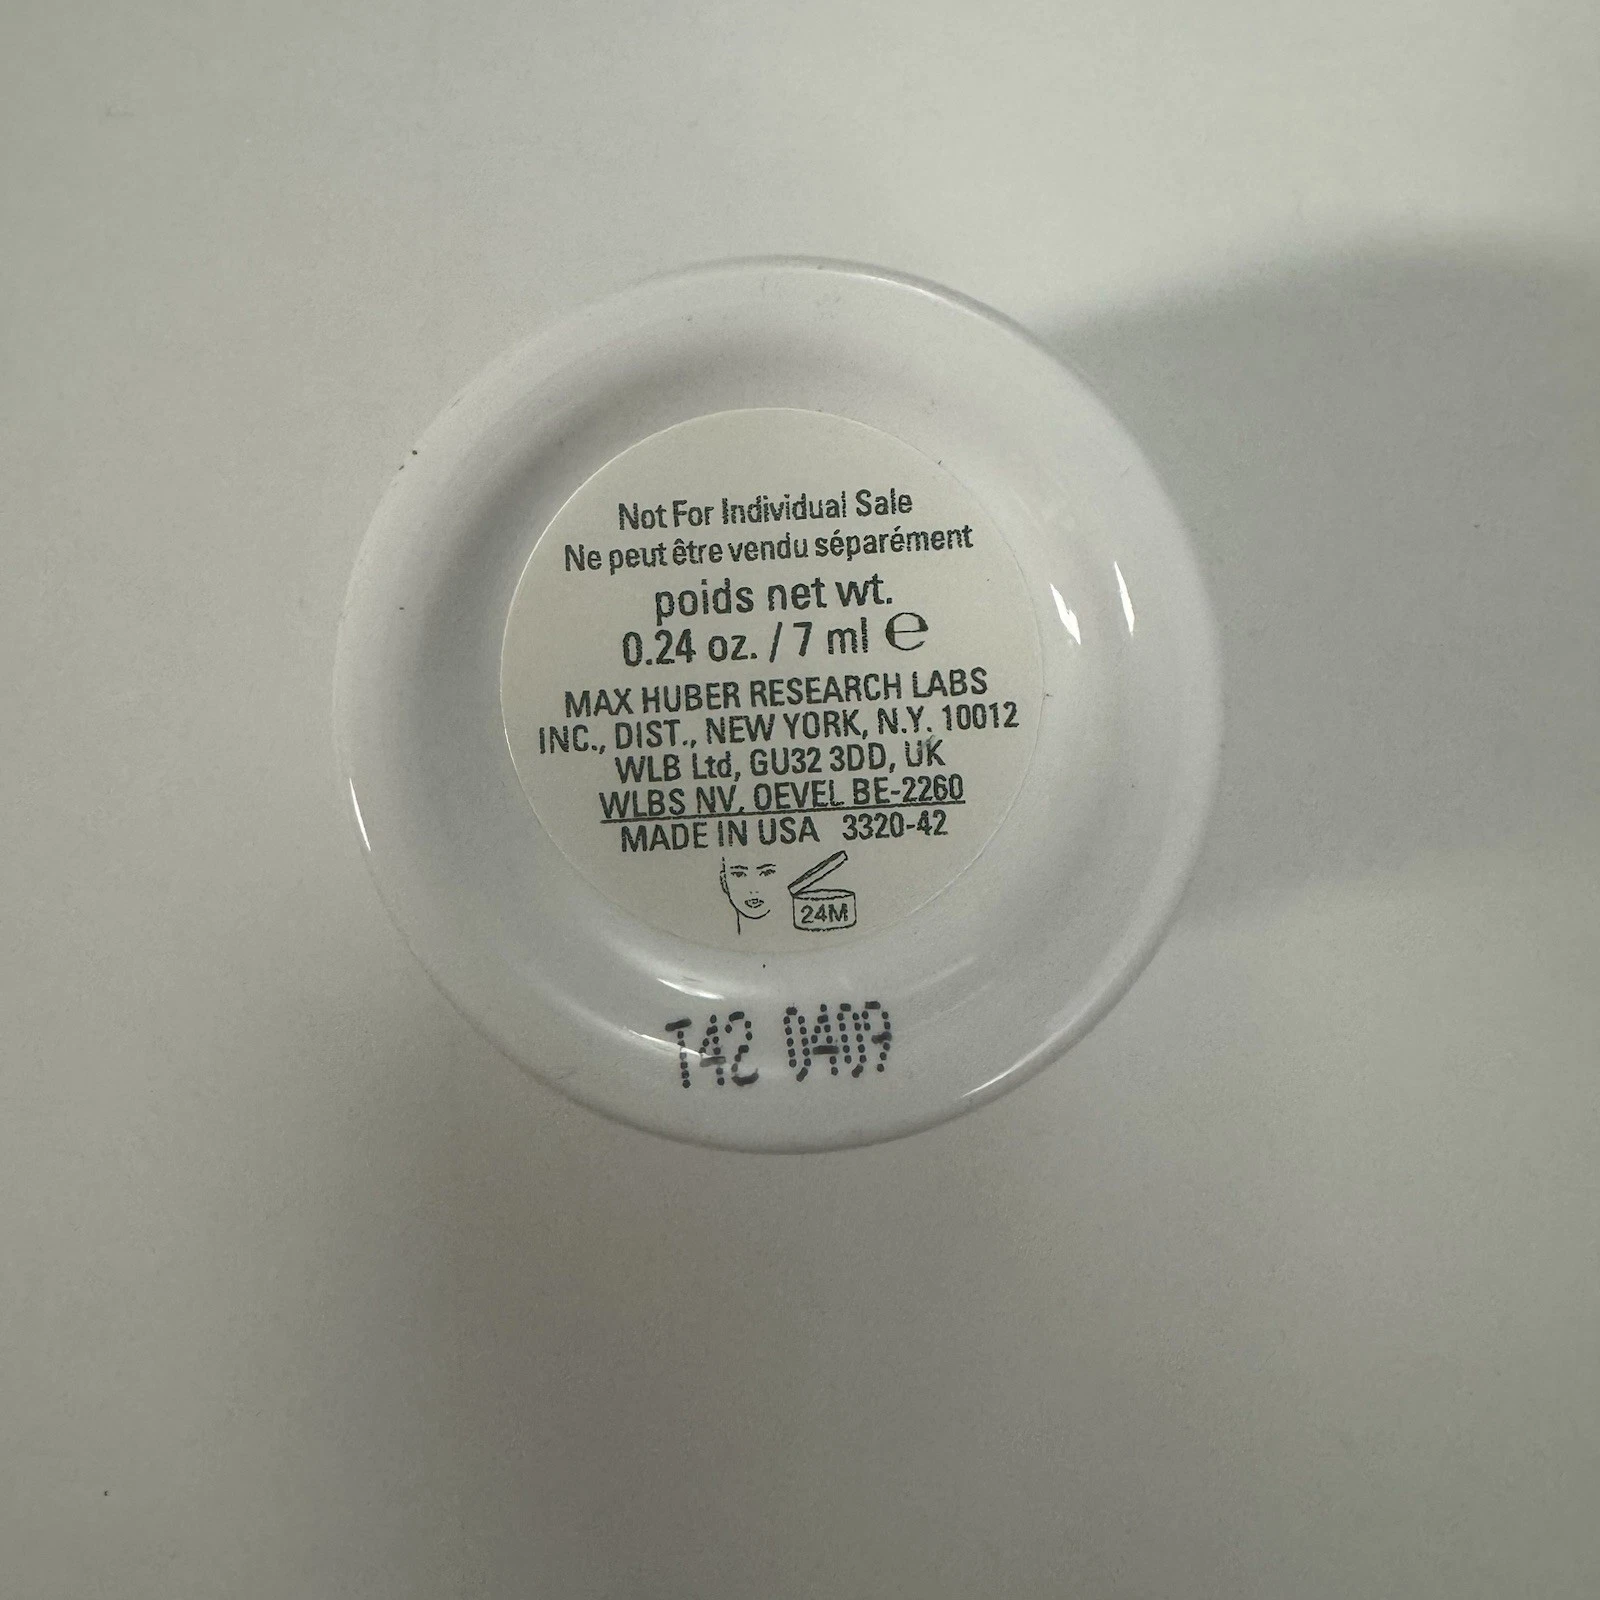 Not For Individual Sale
Ne peut être vendu séparément
poids net wt.
0.24 oz. / 7 ml ℮
MAX HUBER RESEARCH LABS
INC., DIST., NEW YORK, N.Y. 10012
WLB Ltd, GU32 3DD, UK
WLBS NV, OEVEL BE-2260
MADE IN USA 3320-42
24M
T42 0409